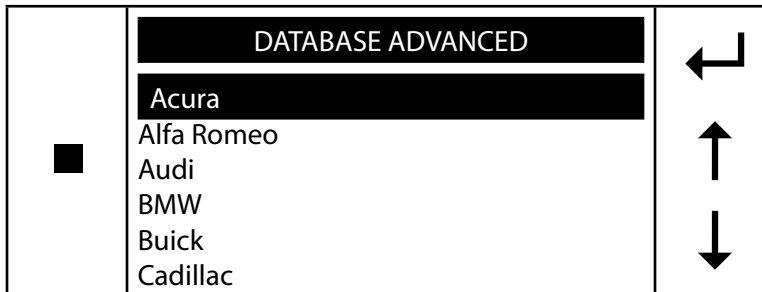 DATABASE ADVANCED
Acura
Alfa Romeo
Audi
BMW
Buick
Cadillac